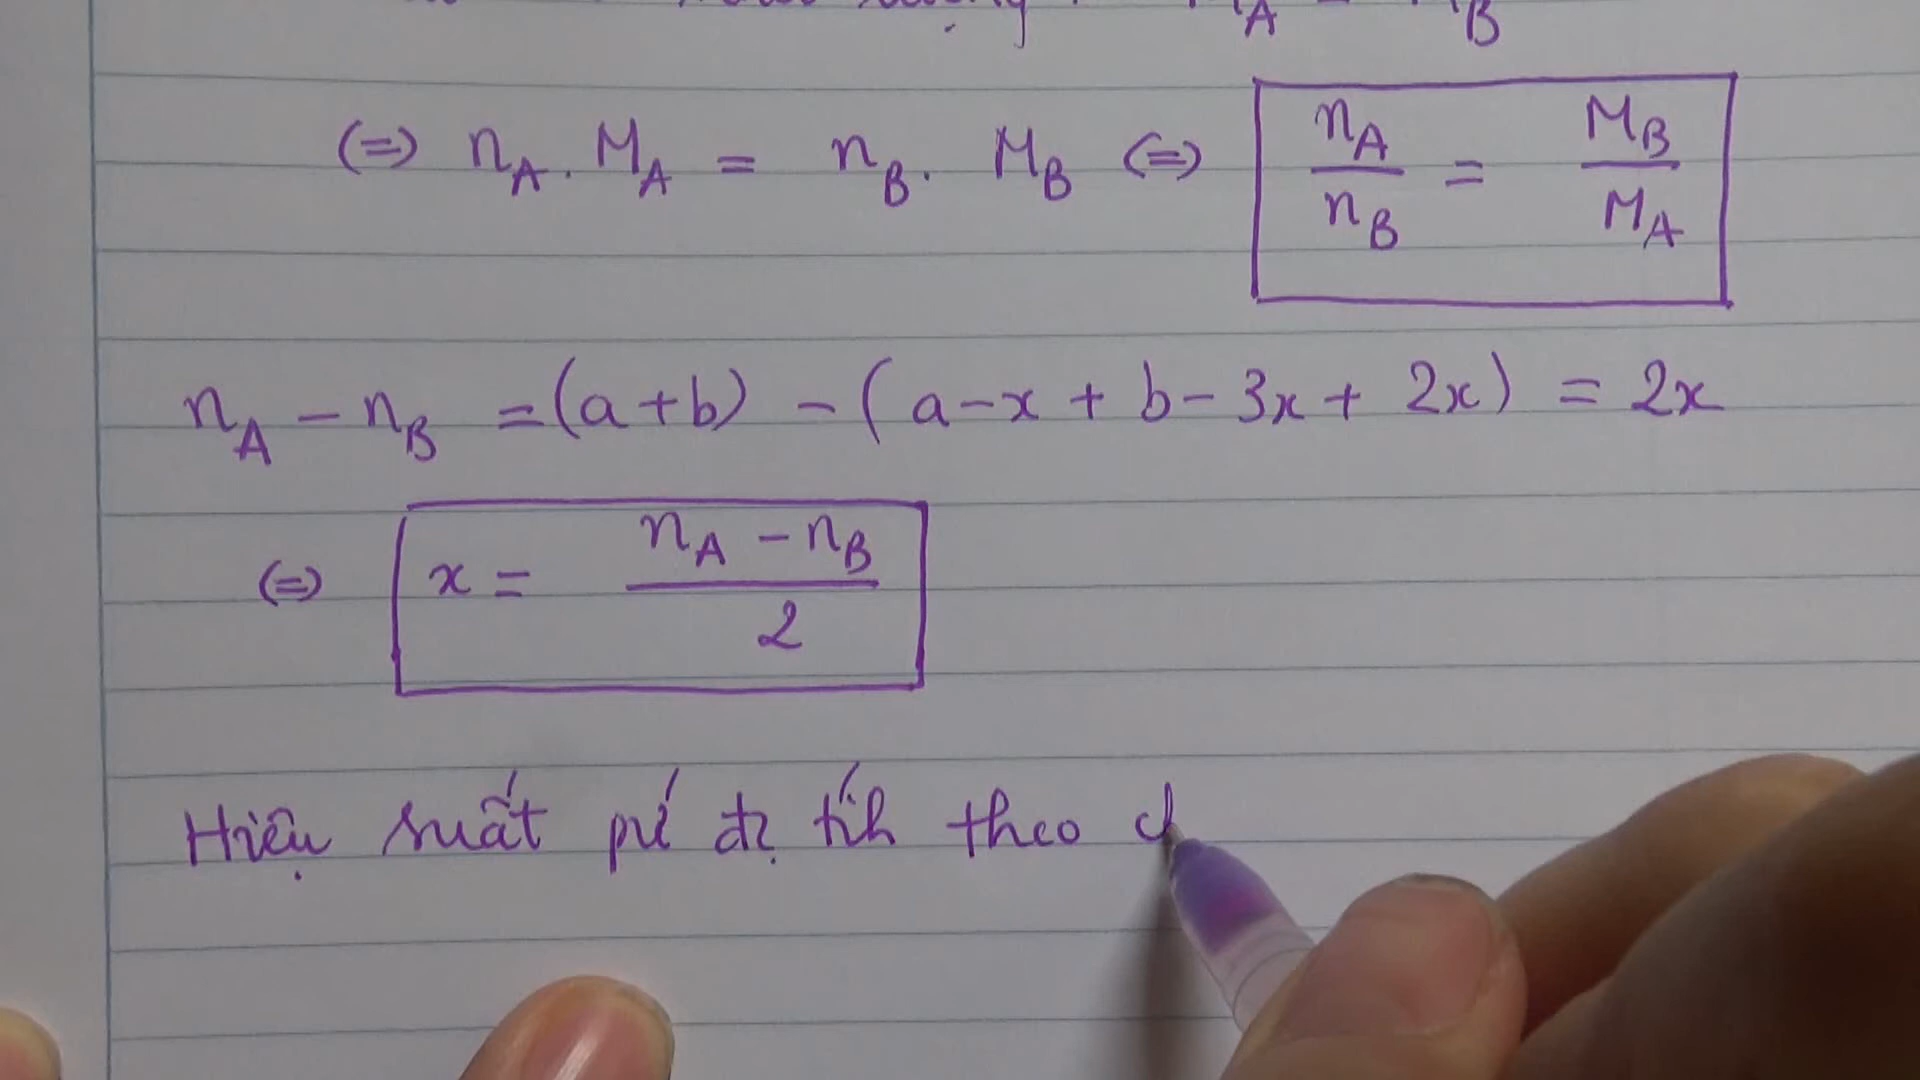 A = B
(=) nA . MA = nB . MB (=) nA/nB = MB/MA
nA - nB = (a+b) - (a-x + b-3x + 2x) = 2x
(=) x = (nA - nB)/2
Hiệu suất pứ đc tính theo